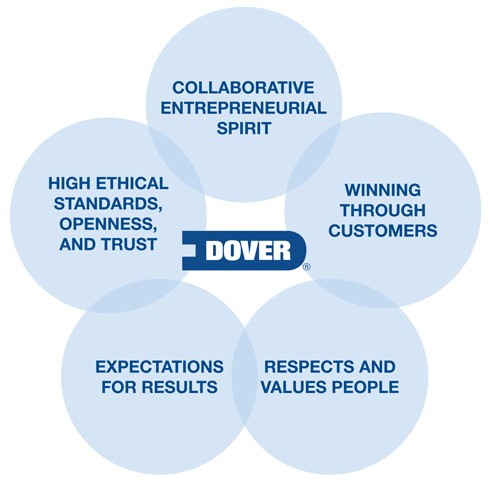 COLLABORATIVE
ENTREPRENEURIAL
SPIRIT
HIGH ETHICAL
STANDARDS,
OPENNESS,
AND TRUST
WINNING
THROUGH
CUSTOMERS
DOVER®
EXPECTATIONS
FOR RESULTS
RESPECTS AND
VALUES PEOPLE